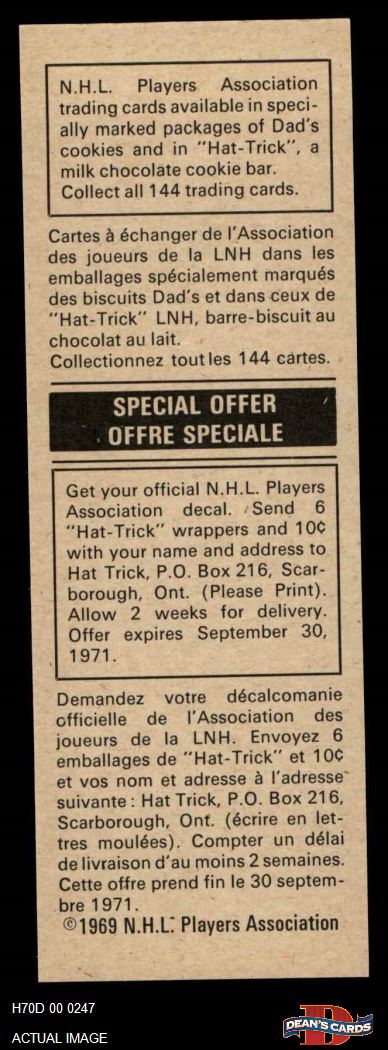 N.H.L. Players Association
trading cards available in speci-
ally marked packages of Dad's
cookies and in "Hat-Trick", a
milk chocolate cookie bar.
Collect all 144 trading cards.
Cartes à échanger de l'Association
des joueurs de la LNH dans les
emballages spécialement marqués
des biscuits Dad's et dans ceux de
"Hat-Trick" LNH, barre-biscuit au
chocolat au lait.
Collectionnez toutles 144 cartes.
SPECIAL OFFER
OFFRE SPECIALE
Get your official N.H.L. Players
Association decal. Send 6
"Hat-Trick" wrappers and 10¢
with your name and address to
Hat Trick, P.O. Box 216, Scar-
borough, Ont. (Please Print).
Allow 2 weeks for delivery.
Offer expires September 30,
1971.
Demandez votre décalcomanie
officielle de l'Association des
joueurs de la LNH. Envoyez 6
emballages de "Hat-Trick" et 10¢
et vos nom et adresse à l'adresse
suivante : Hat Trick, P.O. Box 216,
Scarborough, Ont. (écrire en let-
tres moulées). Compter un délai
de livraison d'au moins 2 semaines.
Cette offre prend fin le 30 septem-
bre 1971.
©1969 N.H.L. Players Association
H70D 00 0247
ACTUAL IMAGE
D
DEAN'S CARDS